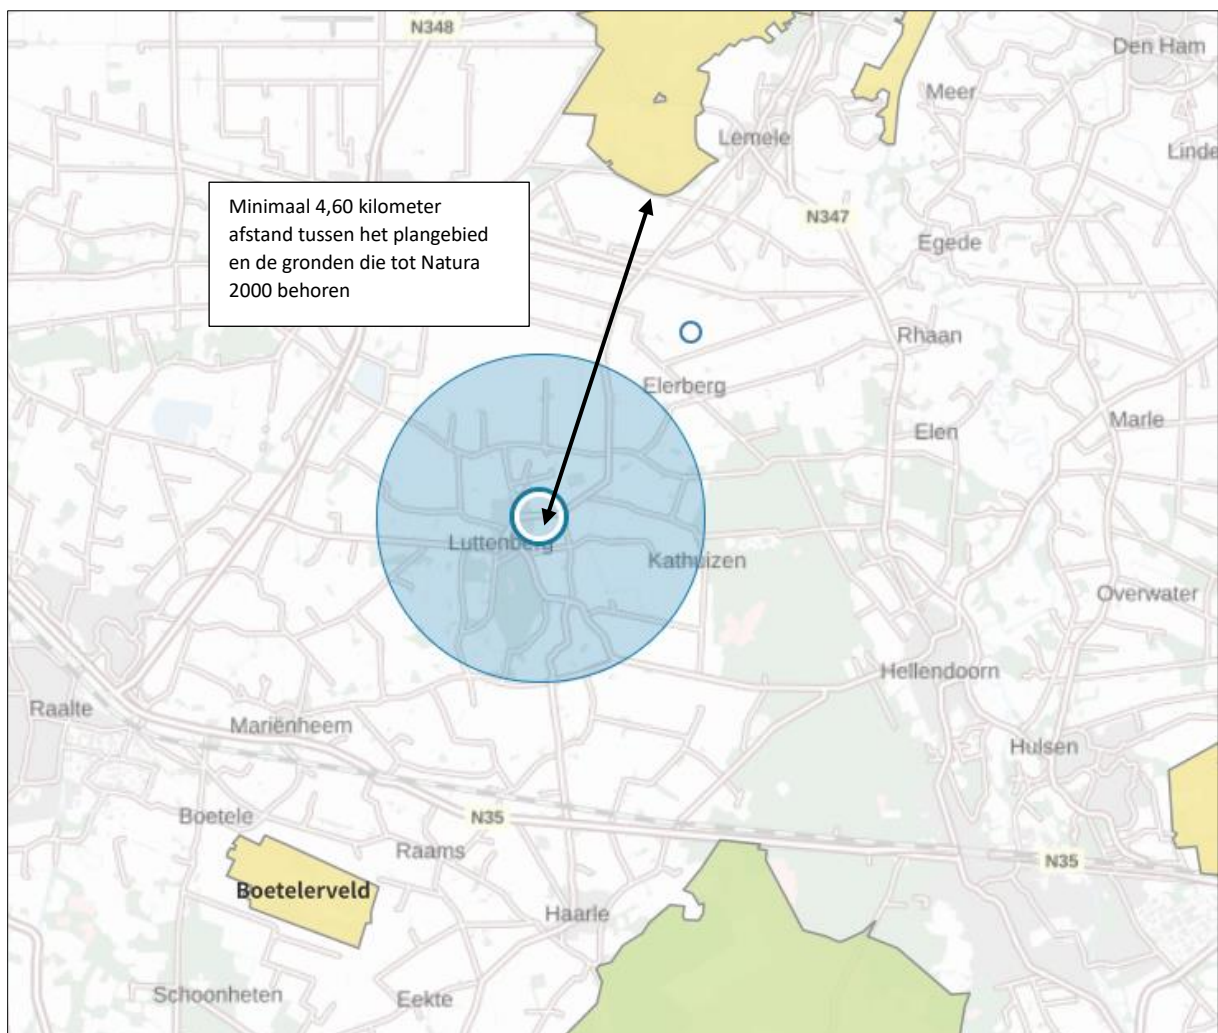 N348
Den Ham
Meer
Lemele
Linde
Minimaal 4,60 kilometer
afstand tussen het plangebied
en de gronden die tot Natura
2000 behoren
N347
Egede
Rhaan
Elerberg
Marle
Elen
Luttenberg
Kathuizen
Overwater
Hellendoorn
Raalte
Mariënheem
Hulsen
Boetele
N35
Raams
N35
Boetelerveld
Haarle
Schoonheten
Eekte